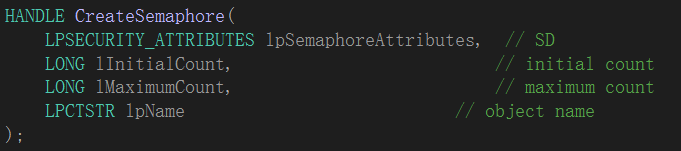 HANDLE CreateSemaphore(
    LPSECURITY_ATTRIBUTES lpSemaphoreAttributes,  // SD
    LONG lInitialCount,                          // initial count
    LONG lMaximumCount,                          // maximum count
    LPCTSTR lpName                           // object name
);